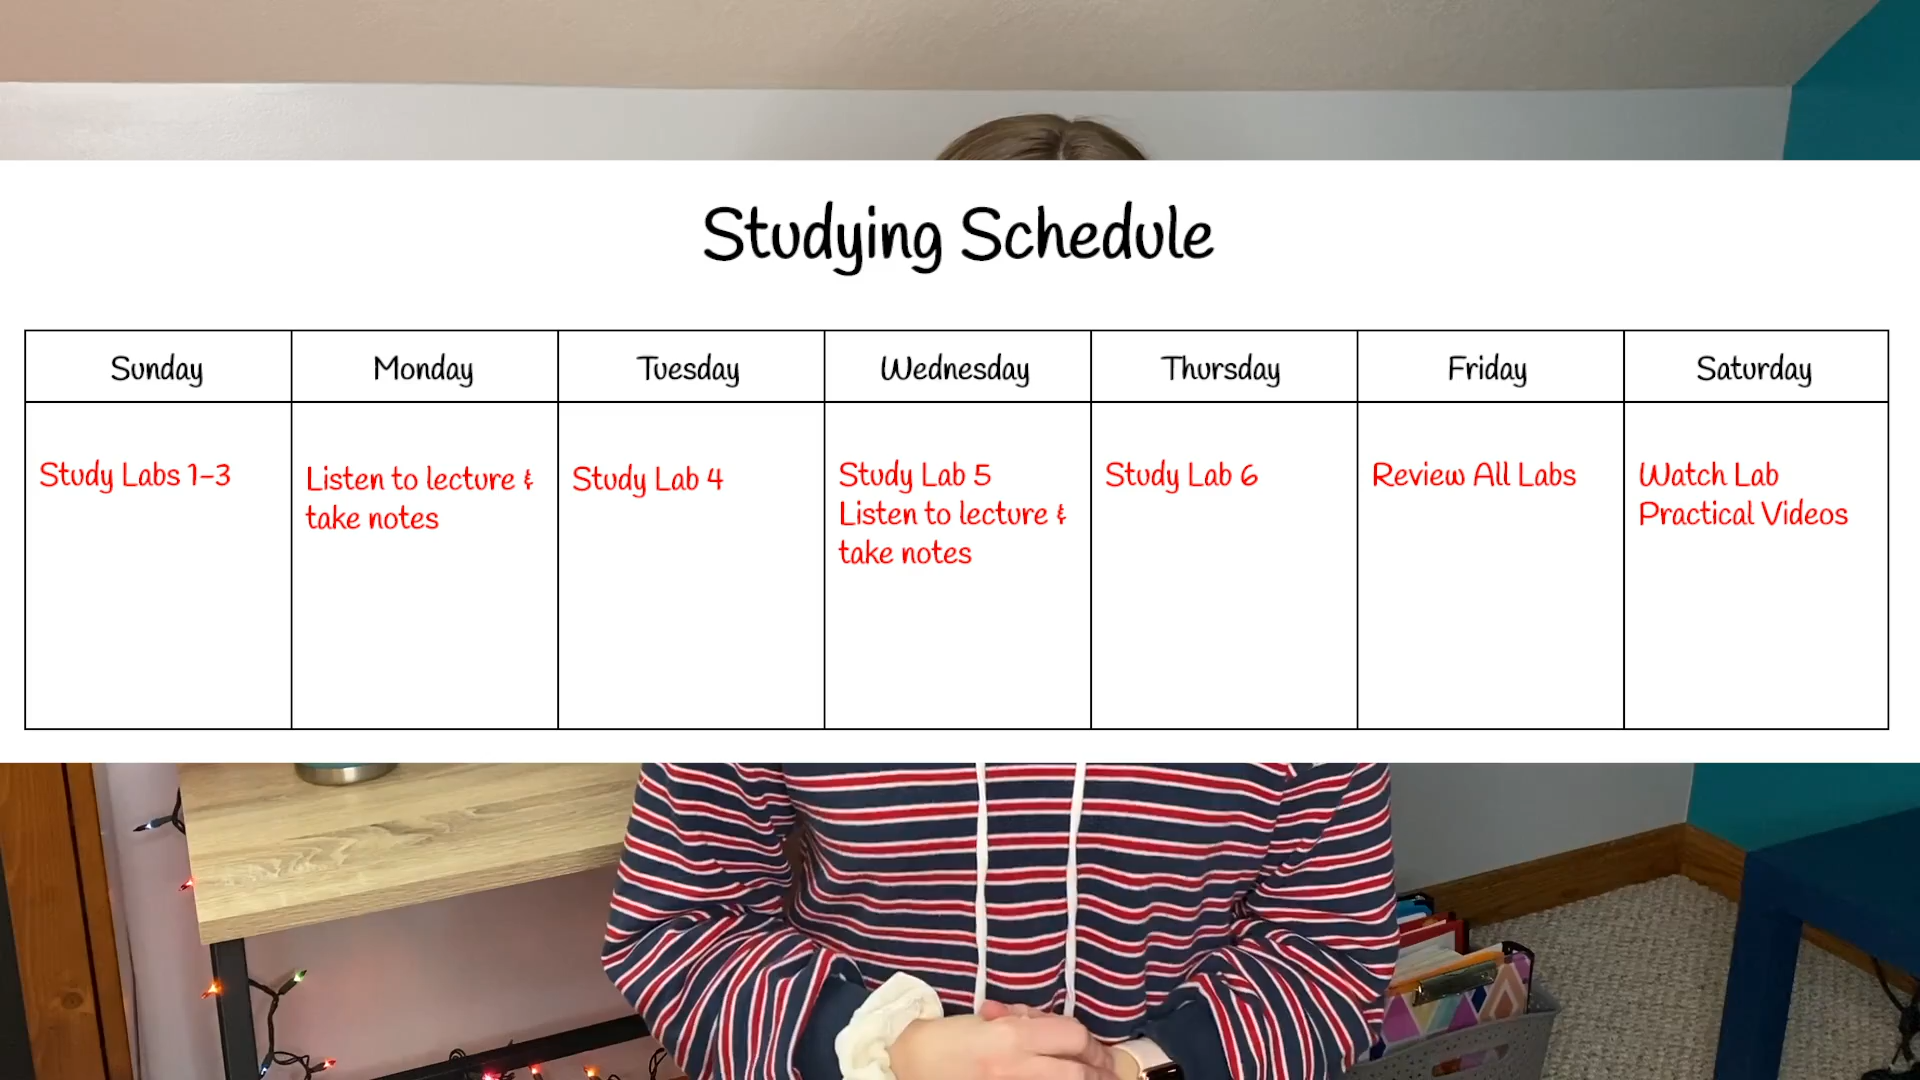 Studying Schedule
Sunday
Monday
Tuesday
Wednesday
Thursday
Friday
Saturday
Study Labs 1-3
Listen to lecture &
take notes
Study Lab 4
Study Lab 5
Listen to lecture &
take notes
Study Lab 6
Review All Labs
Watch Lab
Practical Videos